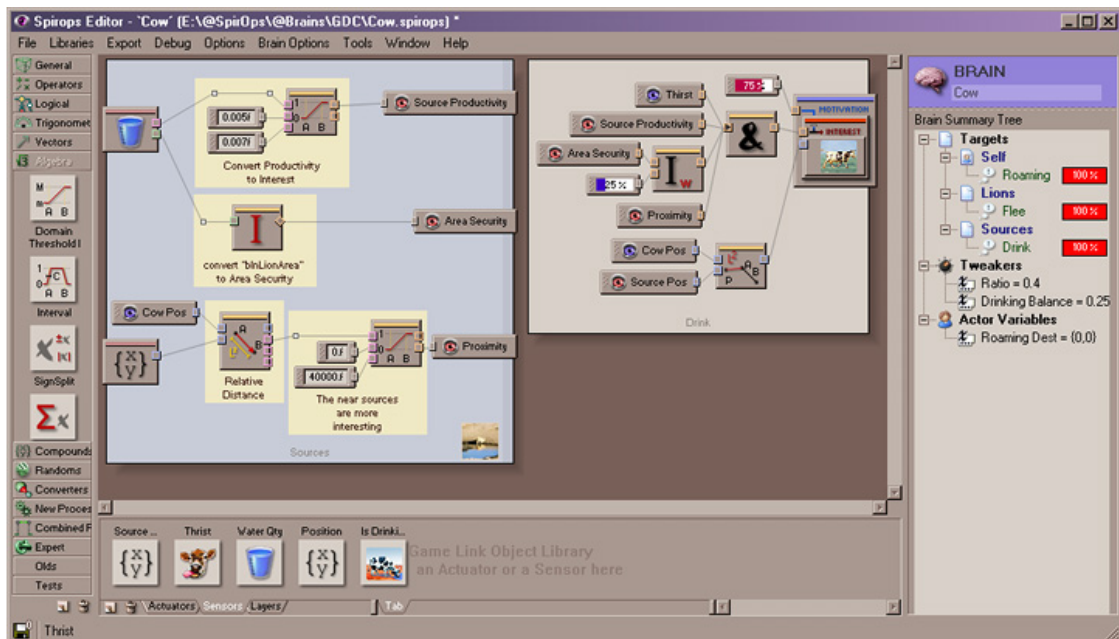 Spirops Editor - 'Cow' (E:\@SpirOps\@Brains\GDC\Cow.spirops) *
File Libraries Export Debug Options Brain Options Tools Window Help
General
Operators
Logical
Trigonomet
Vectors
Algebra
Domain
Threshold I
Interval
SignSplit
Compounds
Randoms
Converters
New Proces
Combined F
Expert
Olds
Tests
0.005f
0.007f
1
0
A B
Convert Productivity
to Interest
Source Productivity
convert "bInLionArea"
to Area Security
Area Security
Cow Pos
{x y}
A
B
Relative
Distance
0.f
40000.f
1
0
A B
The near sources
are more
interesting
Proximity
Sources
75%
Thirst
Source Productivity
Area Security
25%
I w
Proximity
&
MOTIVATION
INTEREST
Cow Pos
Source Pos
P
A
B
Drink
BRAIN
Cow
Brain Summary Tree
Targets
Self
Roaming 100 %
Lions
Flee 100 %
Sources
Drink 100 %
Tweakers
Ratio = 0.4
Drinking Balance = 0.25
Actor Variables
Roaming Dest = {0,0}
Source ... Thrist Water Qty Position Is Drinki...
Game Link Object Library
an Actuator or a Sensor here
Actuators Sensors Layers Tab
Thrist